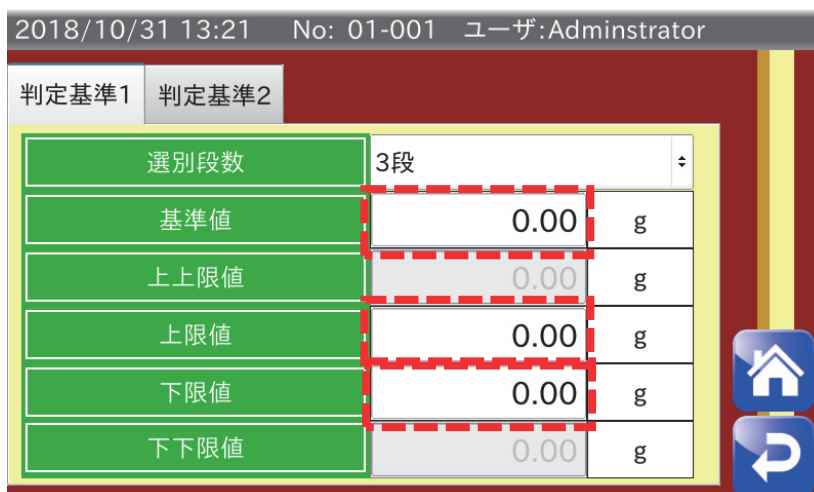 2018/10/31 13:21 No: 01-001 ユーザ:Adminstrator
判定基準1 判定基準2
選別段数 3段
基準値 0.00 g
上上限値 0.00 g
上限値 0.00 g
下限値 0.00 g
下下限値 0.00 g